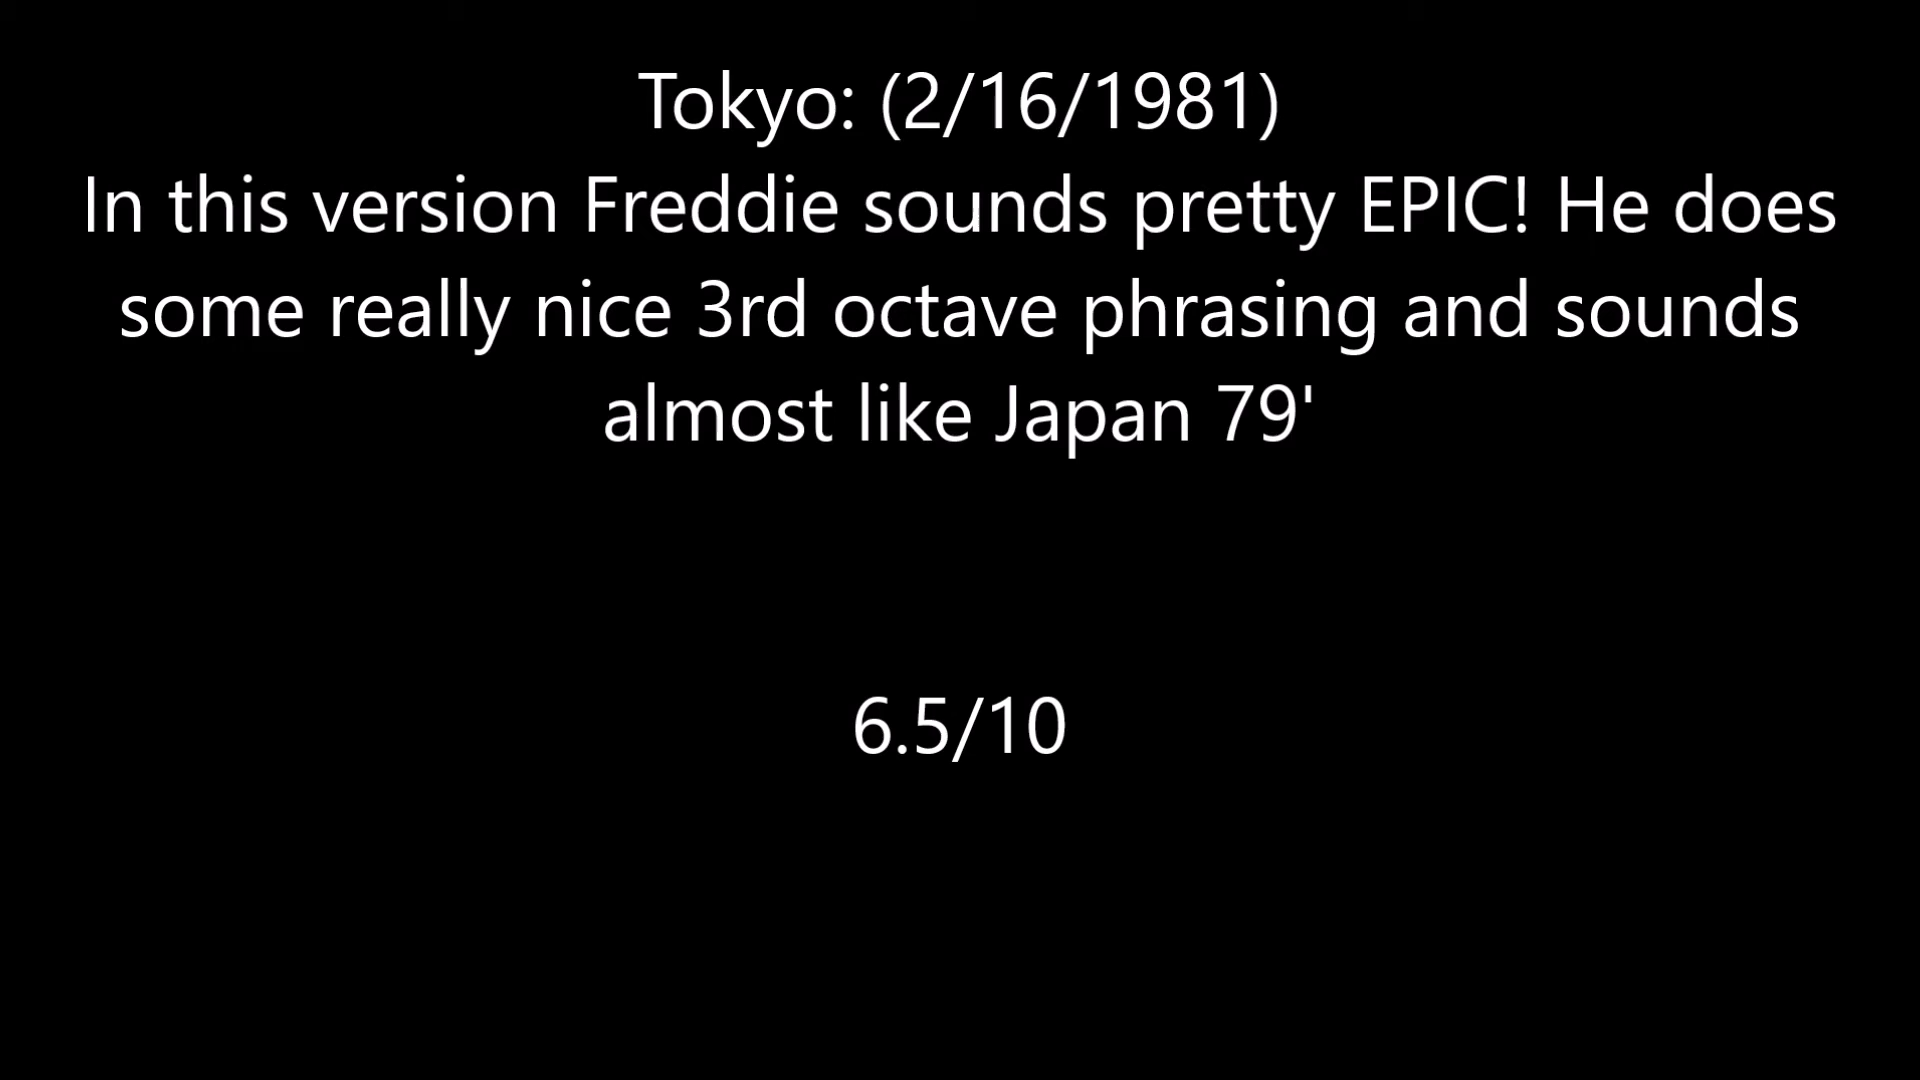 Tokyo: (2/16/1981)
In this version Freddie sounds pretty EPIC! He does
some really nice 3rd octave phrasing and sounds
almost like Japan 79'
6.5/10